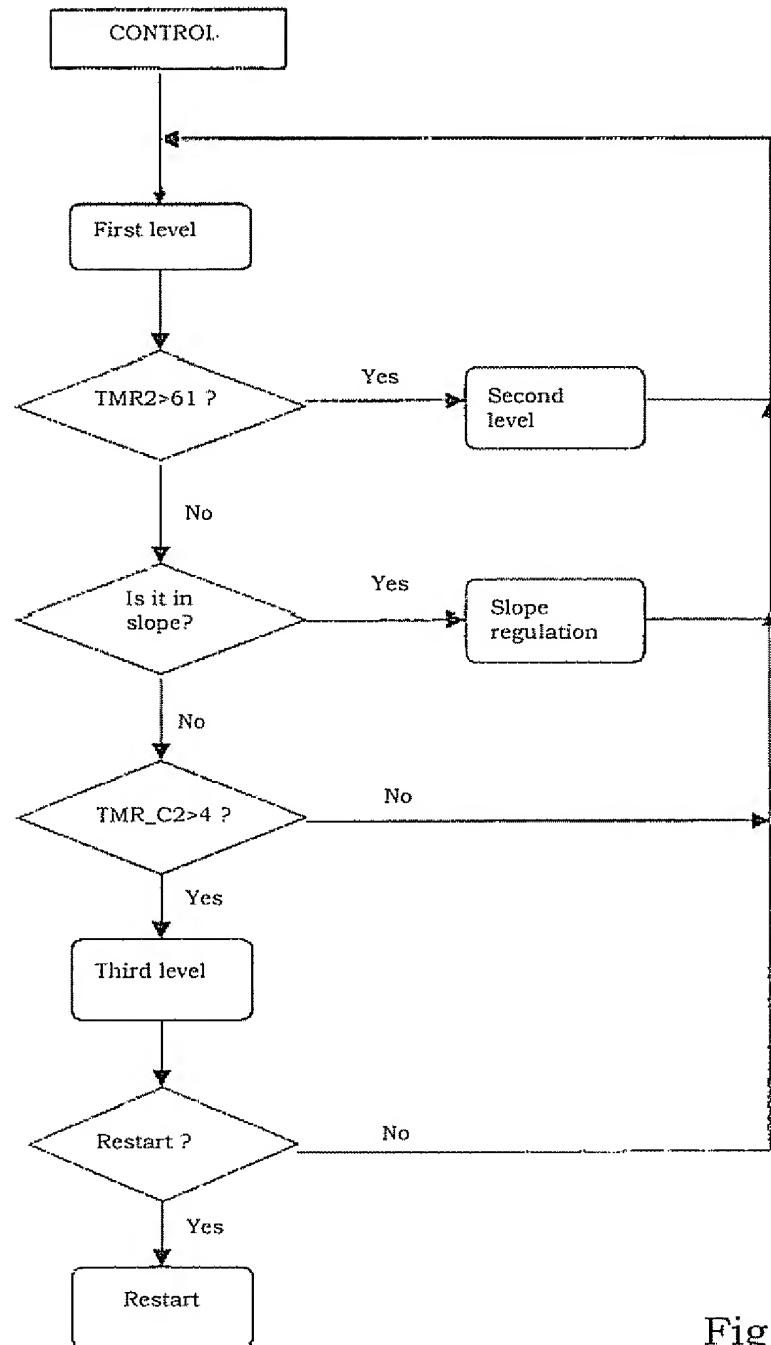 CONTROL
First level
TMR2>61 ?
Yes
Second
level
No
Is it in
slope?
Yes
Slope
regulation
No
TMR_C2>4 ?
No
Yes
Third level
Restart ?
No
Yes
Restart
Fig